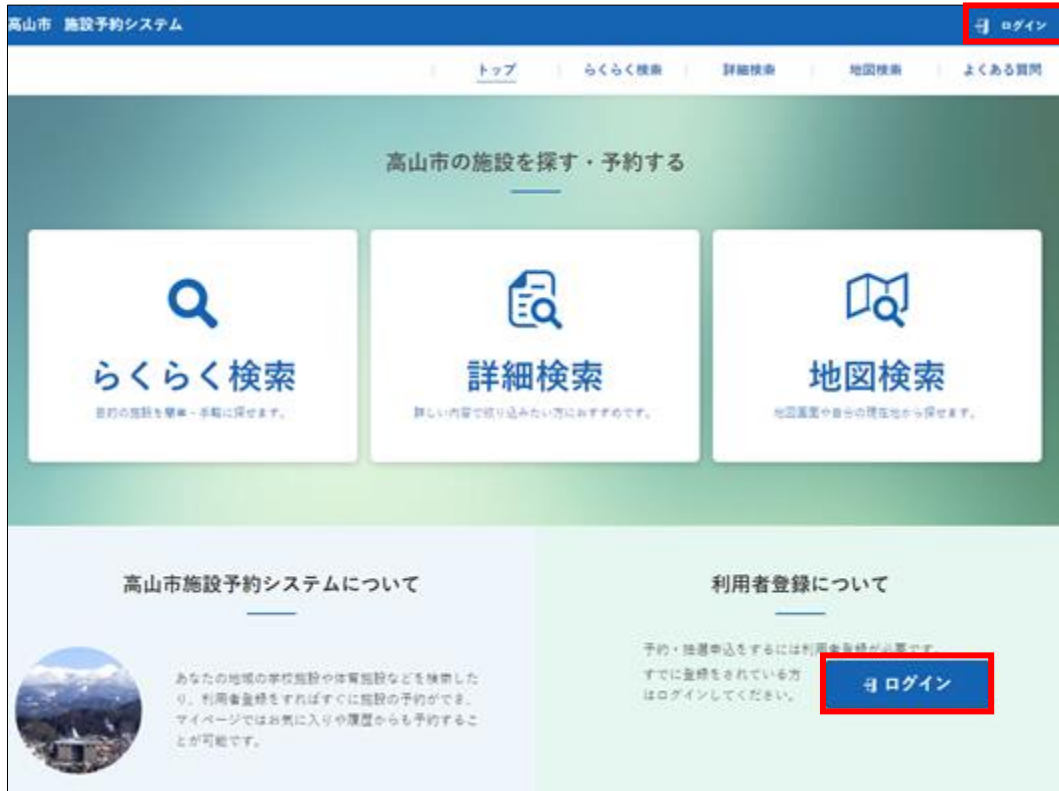 高山市 施設予約システム
ログイン
トップ
らくらく検索
詳細検索
地図検索
よくある質問
高山市の施設を探す・予約する
らくらく検索
目的の施設を簡単・手軽に探せます。
詳細検索
詳しい内容で絞り込みたい方におすすめです。
地図検索
地図画面や自分の現在地から探せます。
高山市施設予約システムについて
あなたの地域の学校施設や体育施設などを検索した
り、利用者登録をすればすぐに施設の予約ができ、
マイページではお気に入りや履歴からも予約するこ
とが可能です。
利用者登録について
予約・抽選申込をするには利用者登録が必要です。
すでに登録をされている方
はログインしてください。
ログイン